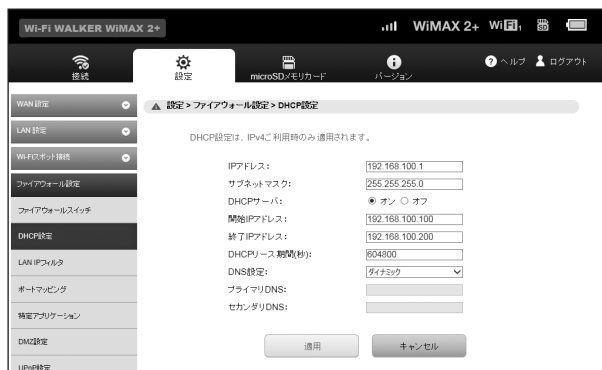 Wi-Fi WALKER WiMAX 2+
WiMAX 2+ WiFi1
接続
設定
microSDメモリカード
バージョン
ヘルプ
ログアウト
WAN設定
LAN設定
Wi-Fiスポット接続
ファイアウォール設定
ファイアウォールスイッチ
DHCP設定
LAN IPフィルタ
ポートマッピング
特定アプリケーション
DMZ設定
UPnP設定
設定 > ファイアウォール設定 > DHCP設定
DHCP設定は、IPv4ご利用時のみ適用されます。
IPアドレス: 192.168.100.1
サブネットマスク: 255.255.255.0
DHCPサーバ: オン オフ
開始IPアドレス: 192.168.100.100
終了IPアドレス: 192.168.100.200
DHCPリース期間(秒): 604800
DNS設定: ダイナミック
プライマリDNS:
セカンダリDNS:
適用
キャンセル